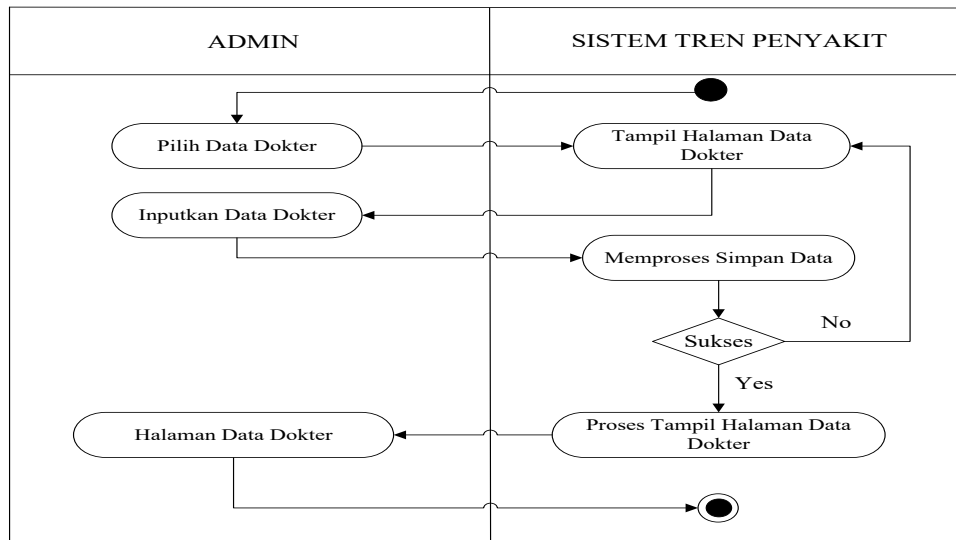 ADMIN
SISTEM TREN PENYAKIT
Pilih Data Dokter
Tampil Halaman Data
Dokter
Inputkan Data Dokter
Memproses Simpan Data
Sukses
No
Yes
Halaman Data Dokter
Proses Tampil Halaman Data
Dokter